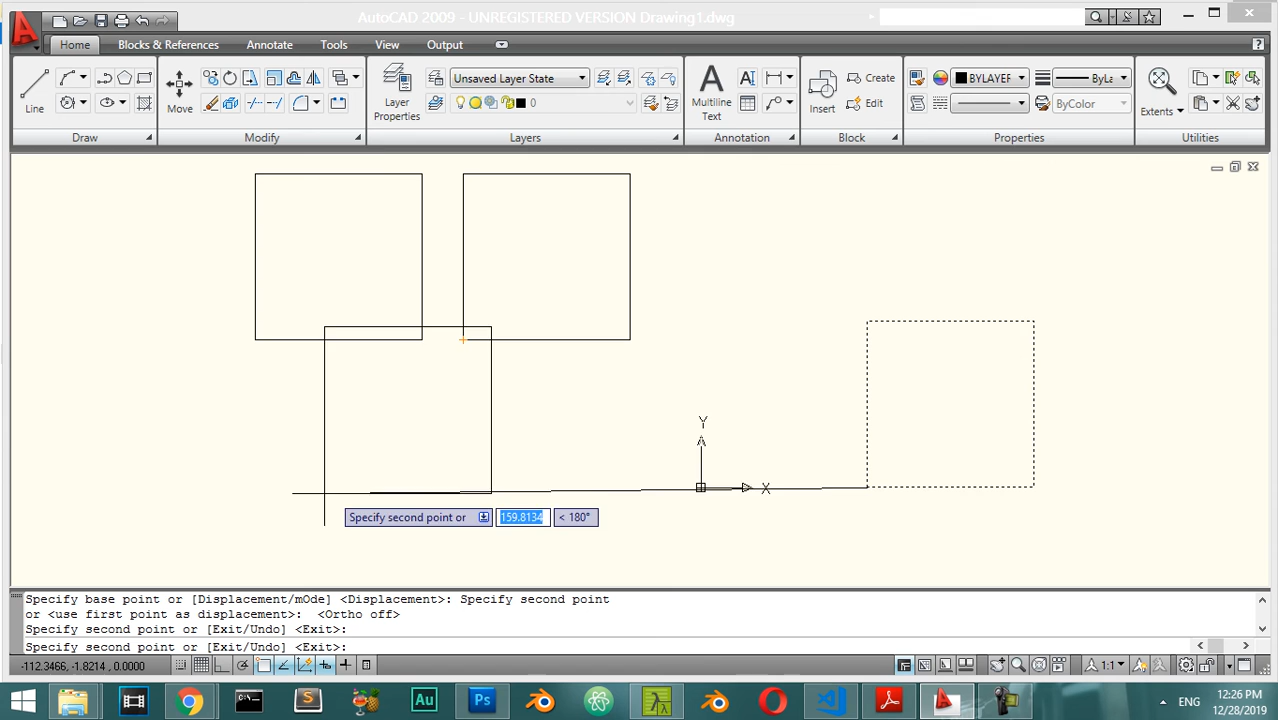 AutoCAD 2009 - UNREGISTERED VERSION Drawing1.dwg
Home Blocks & References Annotate Tools View Output
Unsaved Layer State
BYLAYER
ByLa
Create
Line
Move
Layer
Properties
0
Multiline
Text
Insert
Edit
ByColor
Extents
Draw
Modify
Layers
Annotation
Block
Properties
Utilities
Y
X
Specify second point or 159.8134 < 180°
Specify base point or [Displacement/mOde] <Displacement>: Specify second point
or <use first point as displacement>:  <Ortho off>
Specify second point or [Exit/Undo] <Exit>:
Specify second point or [Exit/Undo] <Exit>:
-112.3466, -1.8214 , 0.0000
1:1
Au
Ps
ENG
12:26 PM
12/28/2019